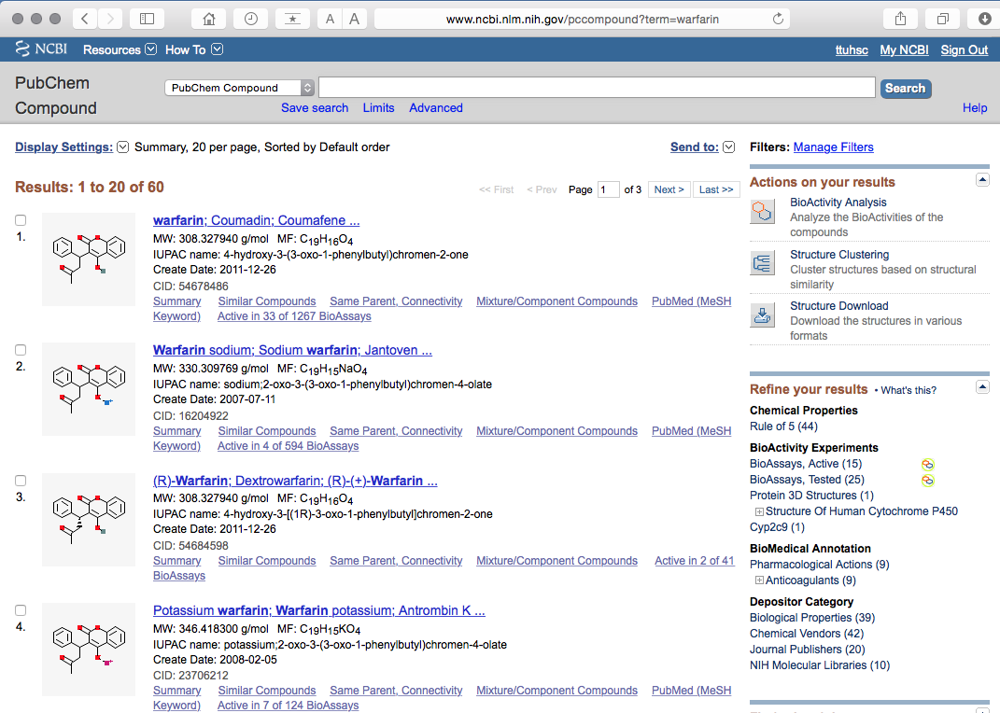 A A
www.ncbi.nlm.nih.gov/pccompound?term=warfarin
NCBI Resources How To ttuhsc My NCBI Sign Out
PubChem Compound
PubChem Compound Search
Save search Limits Advanced Help
Display Settings: Summary, 20 per page, Sorted by Default order Send to:
Results: 1 to 20 of 60
<< First < Prev Page 1 of 3 Next > Last >>
1.
warfarin; Coumadin; Coumafene ...
MW: 308.327940 g/mol MF: C19H16O4
IUPAC name: 4-hydroxy-3-(3-oxo-1-phenylbutyl)chromen-2-one
Create Date: 2011-12-26
CID: 54678486
Summary Similar Compounds Same Parent, Connectivity Mixture/Component Compounds PubMed (MeSH
Keyword) Active in 33 of 1267 BioAssays
2.
Warfarin sodium; Sodium warfarin; Jantoven ...
MW: 330.309769 g/mol MF: C19H15NaO4
IUPAC name: sodium;2-oxo-3-(3-oxo-1-phenylbutyl)chromen-4-olate
Create Date: 2007-07-11
CID: 16204922
Summary Similar Compounds Same Parent, Connectivity Mixture/Component Compounds PubMed (MeSH
Keyword) Active in 4 of 594 BioAssays
3.
(R)-Warfarin; Dextrowarfarin; (R)-(+)-Warfarin ...
MW: 308.327940 g/mol MF: C19H16O4
IUPAC name: 4-hydroxy-3-[(1R)-3-oxo-1-phenylbutyl]chromen-2-one
Create Date: 2011-12-26
CID: 54684598
Summary Similar Compounds Same Parent, Connectivity Mixture/Component Compounds Active in 2 of 41
BioAssays
4.
Potassium warfarin; Warfarin potassium; Antrombin K ...
MW: 346.418300 g/mol MF: C19H15KO4
IUPAC name: potassium;2-oxo-3-(3-oxo-1-phenylbutyl)chromen-4-olate
Create Date: 2008-02-05
CID: 23706212
Summary Similar Compounds Same Parent, Connectivity Mixture/Component Compounds PubMed (MeSH
Keyword) Active in 7 of 124 BioAssays
Filters: Manage Filters
Actions on your results
BioActivity Analysis
Analyze the BioActivities of the
compounds
Structure Clustering
Cluster structures based on structural
similarity
Structure Download
Download the structures in various
formats
Refine your results • What's this?
Chemical Properties
Rule of 5 (44)
BioActivity Experiments
BioAssays, Active (15)
BioAssays, Tested (25)
Protein 3D Structures (1)
Structure Of Human Cytochrome P450
Cyp2c9 (1)
BioMedical Annotation
Pharmacological Actions (9)
Anticoagulants (9)
Depositor Category
Biological Properties (39)
Chemical Vendors (42)
Journal Publishers (20)
NIH Molecular Libraries (10)